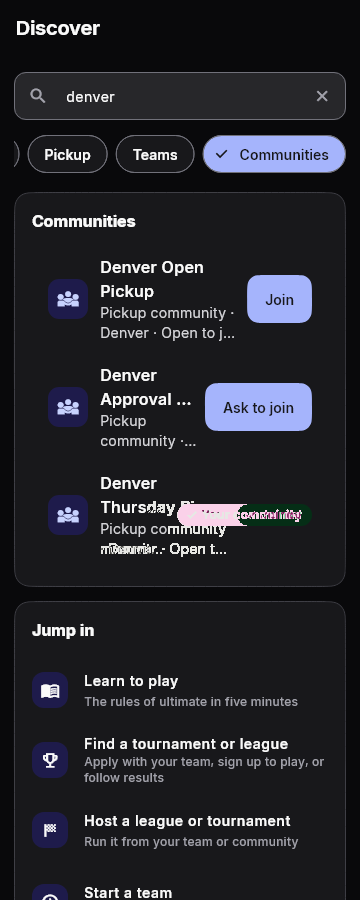 Discover
denver
Pickup
Teams
Communities
Communities
Denver Open
Pickup
Pickup community ·
Denver · Open to j...
Join
Denver
Approval ...
Pickup
community ·...
Ask to join
Denver
Thursday
Pickup community
Open t...
Jump in
Learn to play
The rules of ultimate in five minutes
Find a tournament or league
Apply with your team, sign up to play, or
follow results
Host a league or tournament
Run it from your team or community
Start a team